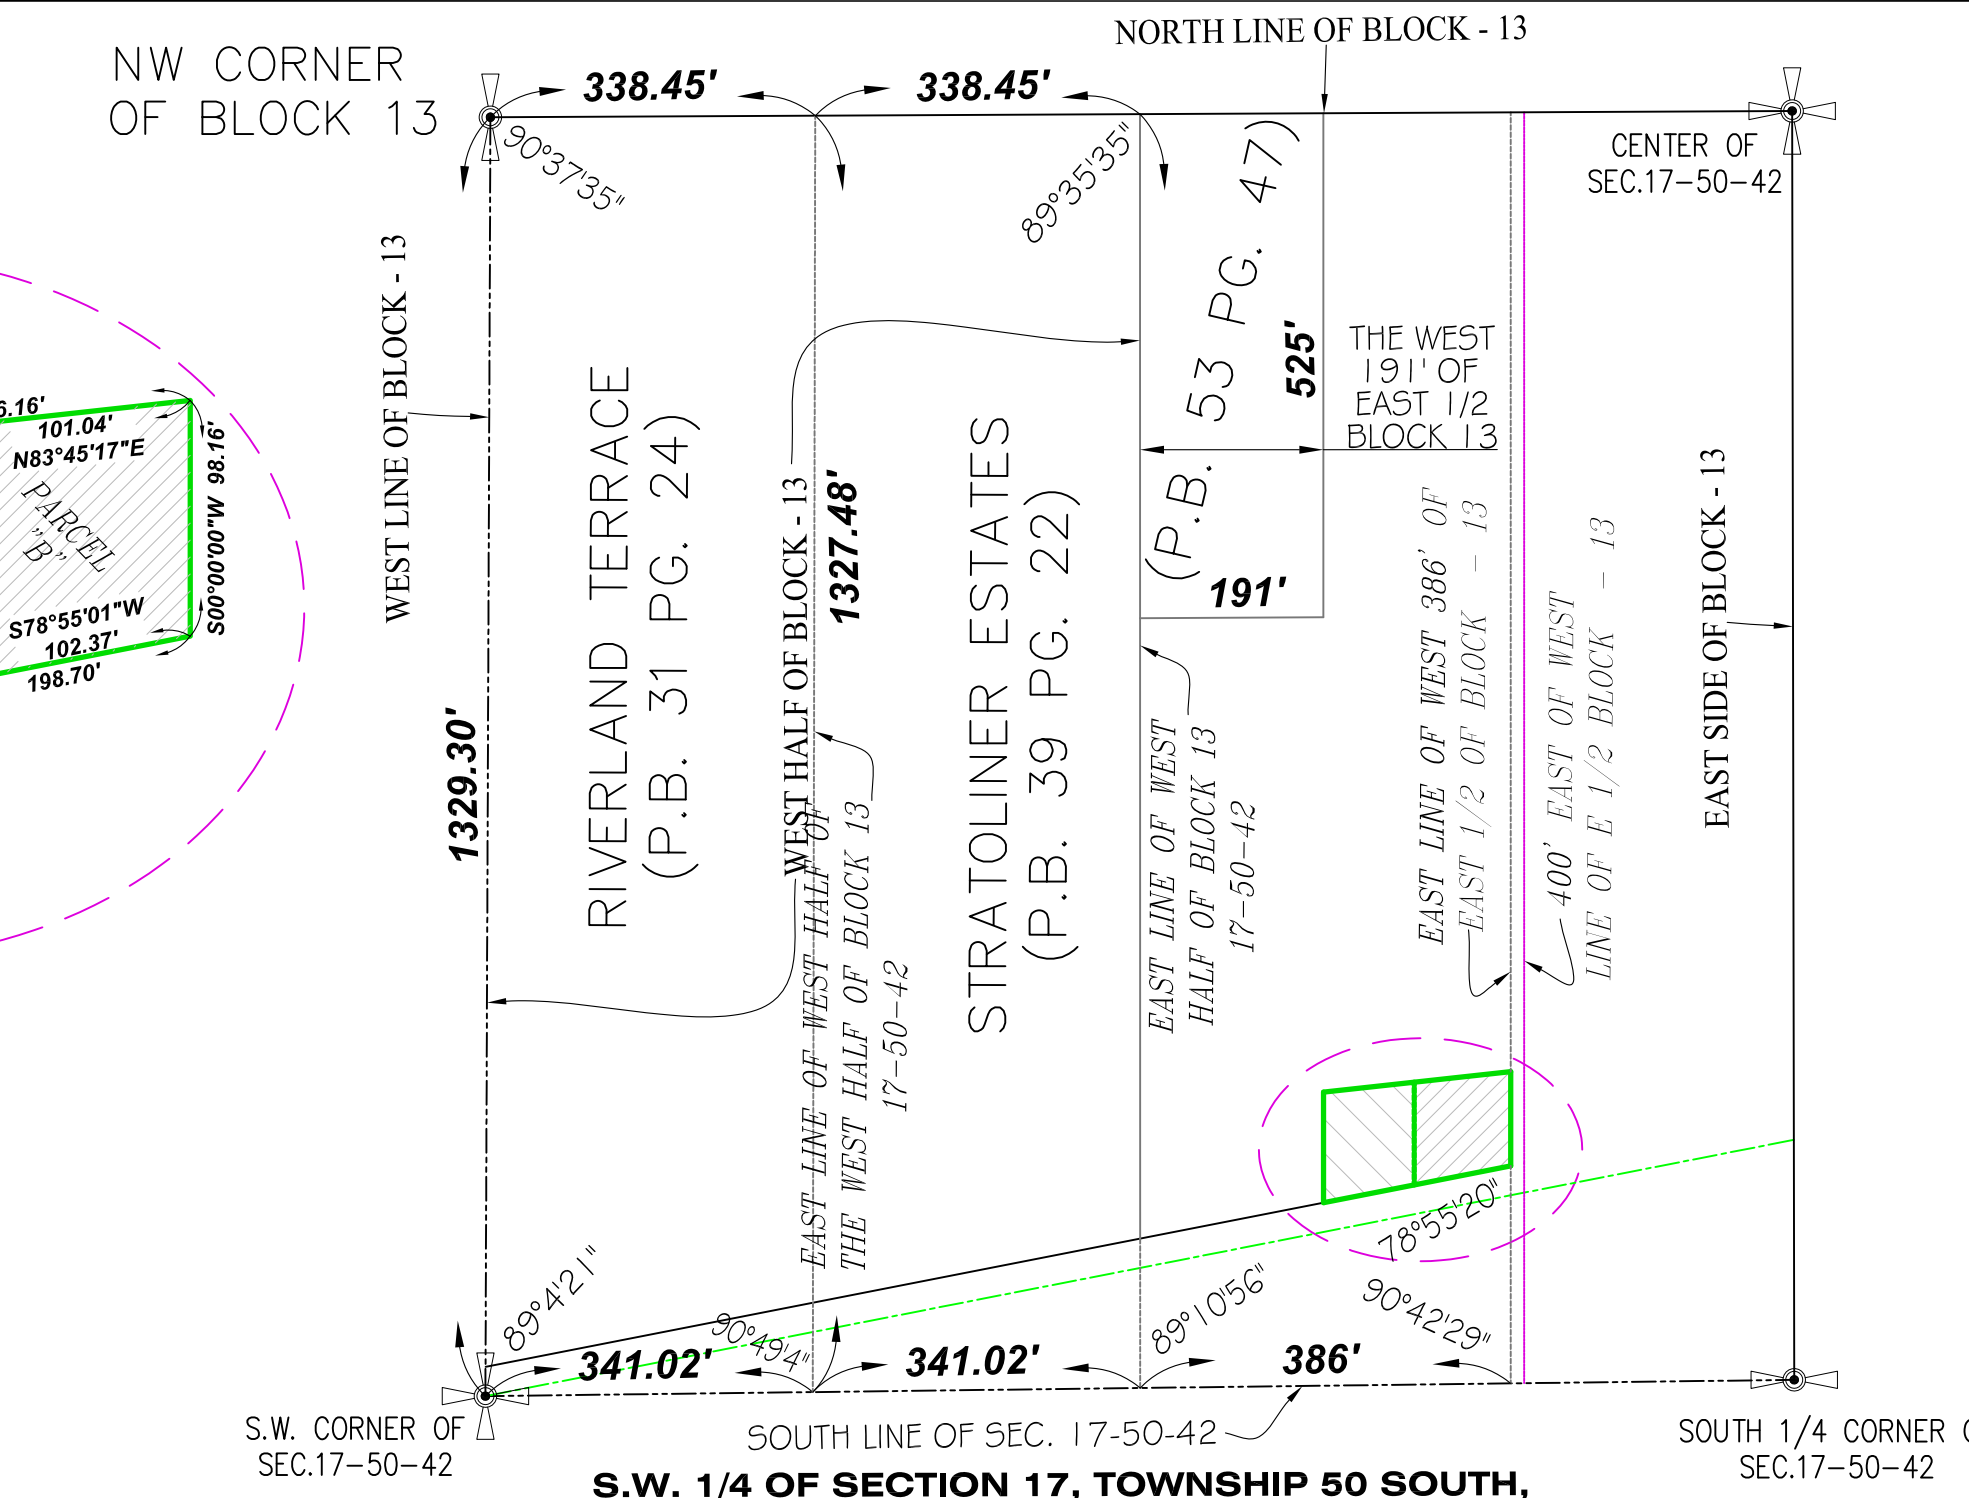 NORTH LINE OF BLOCK - 13
NW CORNER
OF BLOCK 13
338.45'
338.45'
90°37'35"
89°35'35"
CENTER OF
SEC.17-50-42
WEST LINE OF BLOCK - 13
(P.B. 53 PG. 47)
525'
THE WEST
191' OF
EAST 1/2
BLOCK 13
191'
6.16'
101.04'
N83°45'17"E
PARCEL
"B"
S00°00'00"W 98.16'
S78°55'01"W
102.37'
198.70'
1329.30'
RIVERLAND TERRACE
(P.B. 31 PG. 24)
WEST HALF OF BLOCK - 13
1327.48'
STRATOLINER ESTATES
(P.B. 39 PG. 22)
EAST LINE OF WEST HALF OF
THE WEST HALF OF BLOCK 13
17-50-42
EAST LINE OF WEST
HALF OF BLOCK 13
17-50-42
EAST LINE OF WEST 386' OF
EAST 1/2 OF BLOCK - 13
400' EAST OF WEST
LINE OF E 1/2 BLOCK - 13
EAST SIDE OF BLOCK - 13
78°55'20"
89°4'21"
90°49'4"
89°10'56"
90°42'29"
341.02'
341.02'
386'
S.W. CORNER OF
SEC.17-50-42
SOUTH LINE OF SEC. 17-50-42
SOUTH 1/4 CORNER
SEC.17-50-42
S.W. 1/4 OF SECTION 17, TOWNSHIP 50 SOUTH,